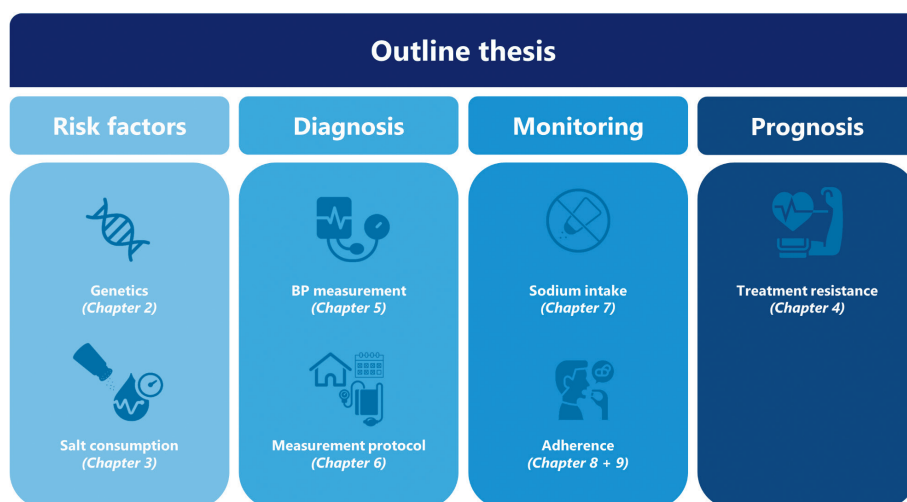 Outline thesis
Risk factors
Diagnosis
Monitoring
Prognosis
Genetics
(Chapter 2)
Salt consumption
(Chapter 3)
BP measurement
(Chapter 5)
Measurement protocol
(Chapter 6)
Sodium intake
(Chapter 7)
Adherence
(Chapter 8 + 9)
Treatment resistance
(Chapter 4)